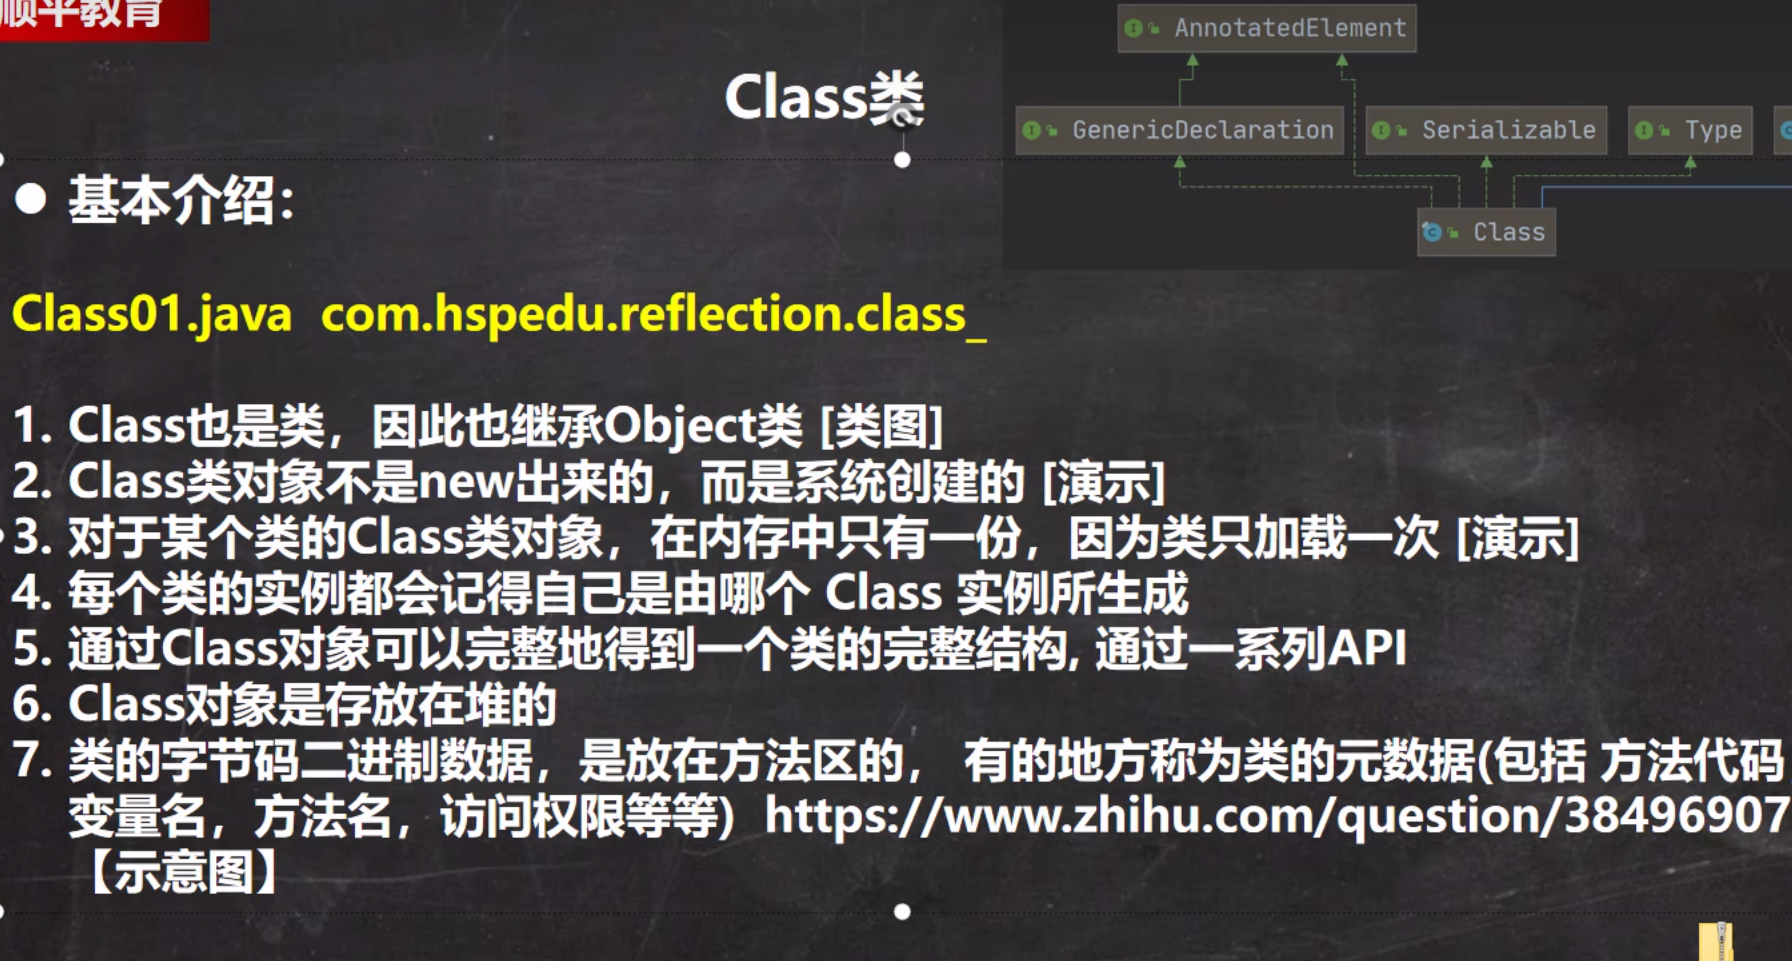 顺平教育
AnnotatedElement
Class类
GenericDeclaration
Serializable
Type
Class
● 基本介绍：
Class01.java com.hspedu.reflection.class_
1. Class也是类，因此也继承Object类 [类图]
2. Class类对象不是new出来的，而是系统创建的 [演示]
3. 对于某个类的Class类对象，在内存中只有一份，因为类只加载一次 [演示]
4. 每个类的实例都会记得自己是由哪个 Class 实例所生成
5. 通过Class对象可以完整地得到一个类的完整结构, 通过一系列API
6. Class对象是存放在堆的
7. 类的字节码二进制数据，是放在方法区的， 有的地方称为类的元数据(包括 方法代码
变量名，方法名，访问权限等等）https://www.zhihu.com/question/38496907
【示意图】